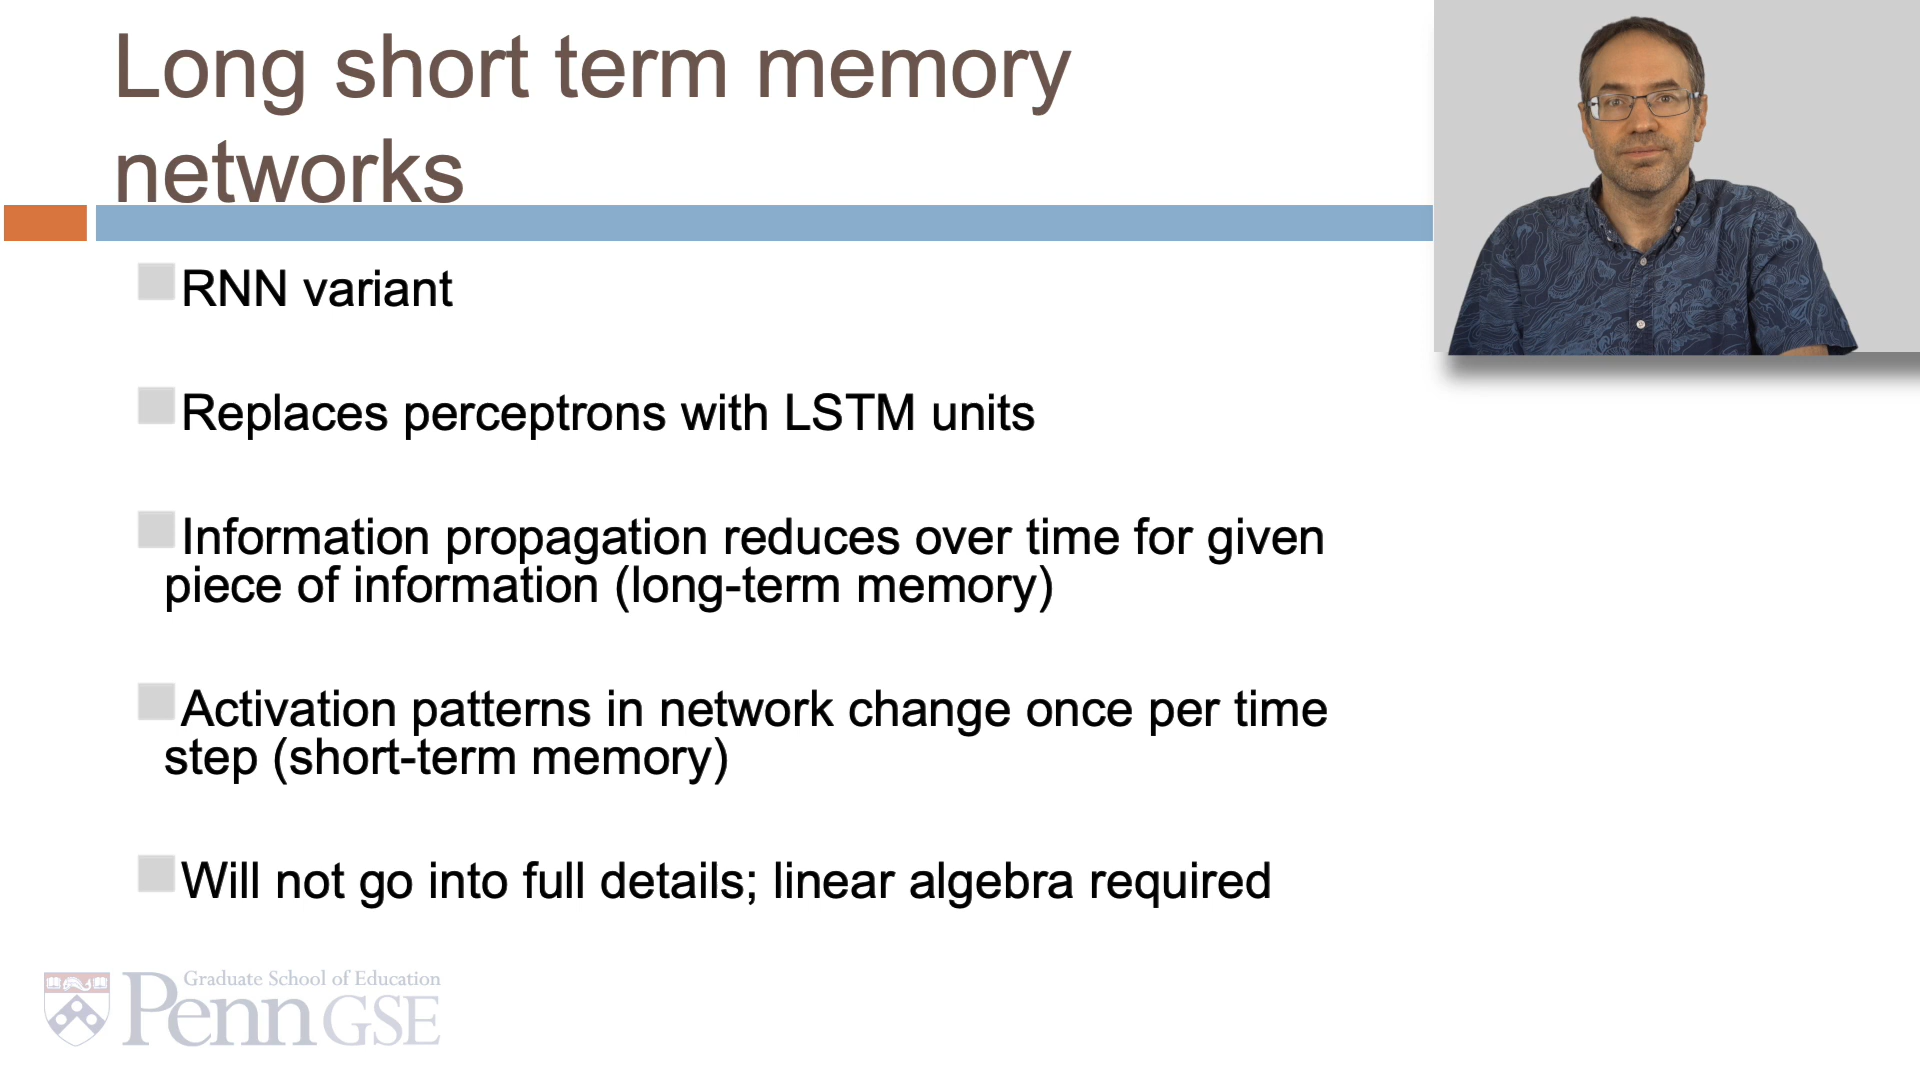 Long short term memory
networks
RNN variant
Replaces perceptrons with LSTM units
Information propagation reduces over time for given
piece of information (long-term memory)
Activation patterns in network change once per time
step (short-term memory)
Will not go into full details; linear algebra required
Graduate School of Education
Penn GSE